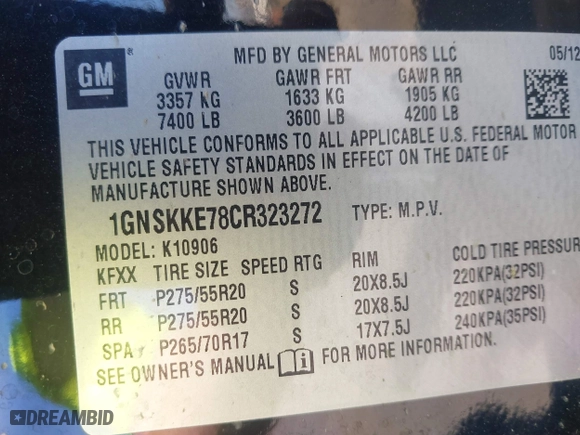 GM
MFD BY GENERAL MOTORS LLC 05/12
GVWR GAWR FRT GAWR RR
3357 KG 1633 KG 1905 KG
7400 LB 3600 LB 4200 LB
THIS VEHICLE CONFORMS TO ALL APPLICABLE U.S. FEDERAL MOTOR
VEHICLE SAFETY STANDARDS IN EFFECT ON THE DATE OF
MANUFACTURE SHOWN ABOVE.
1GNSKKE78CR323272 TYPE: M.P.V.
MODEL: K10906
KFXX TIRE SIZE SPEED RTG RIM COLD TIRE PRESSUR
FRT P275/55R20 S 20X8.5J 220KPA(32PSI)
RR P275/55R20 S 20X8.5J 220KPA(32PSI)
SPA P265/70R17 S 17X7.5J 240KPA(35PSI)
SEE OWNER'S MANUAL FOR MORE INFORMATION.
DREAMBID